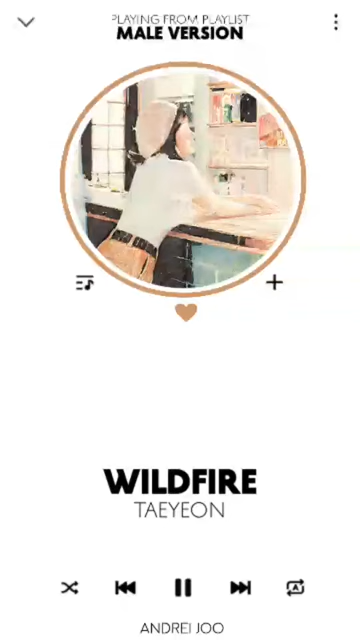 PLAYING FROM PLAYLIST
MALE VERSION
WILDFIRE
TAEYEON
ANDREI JOO